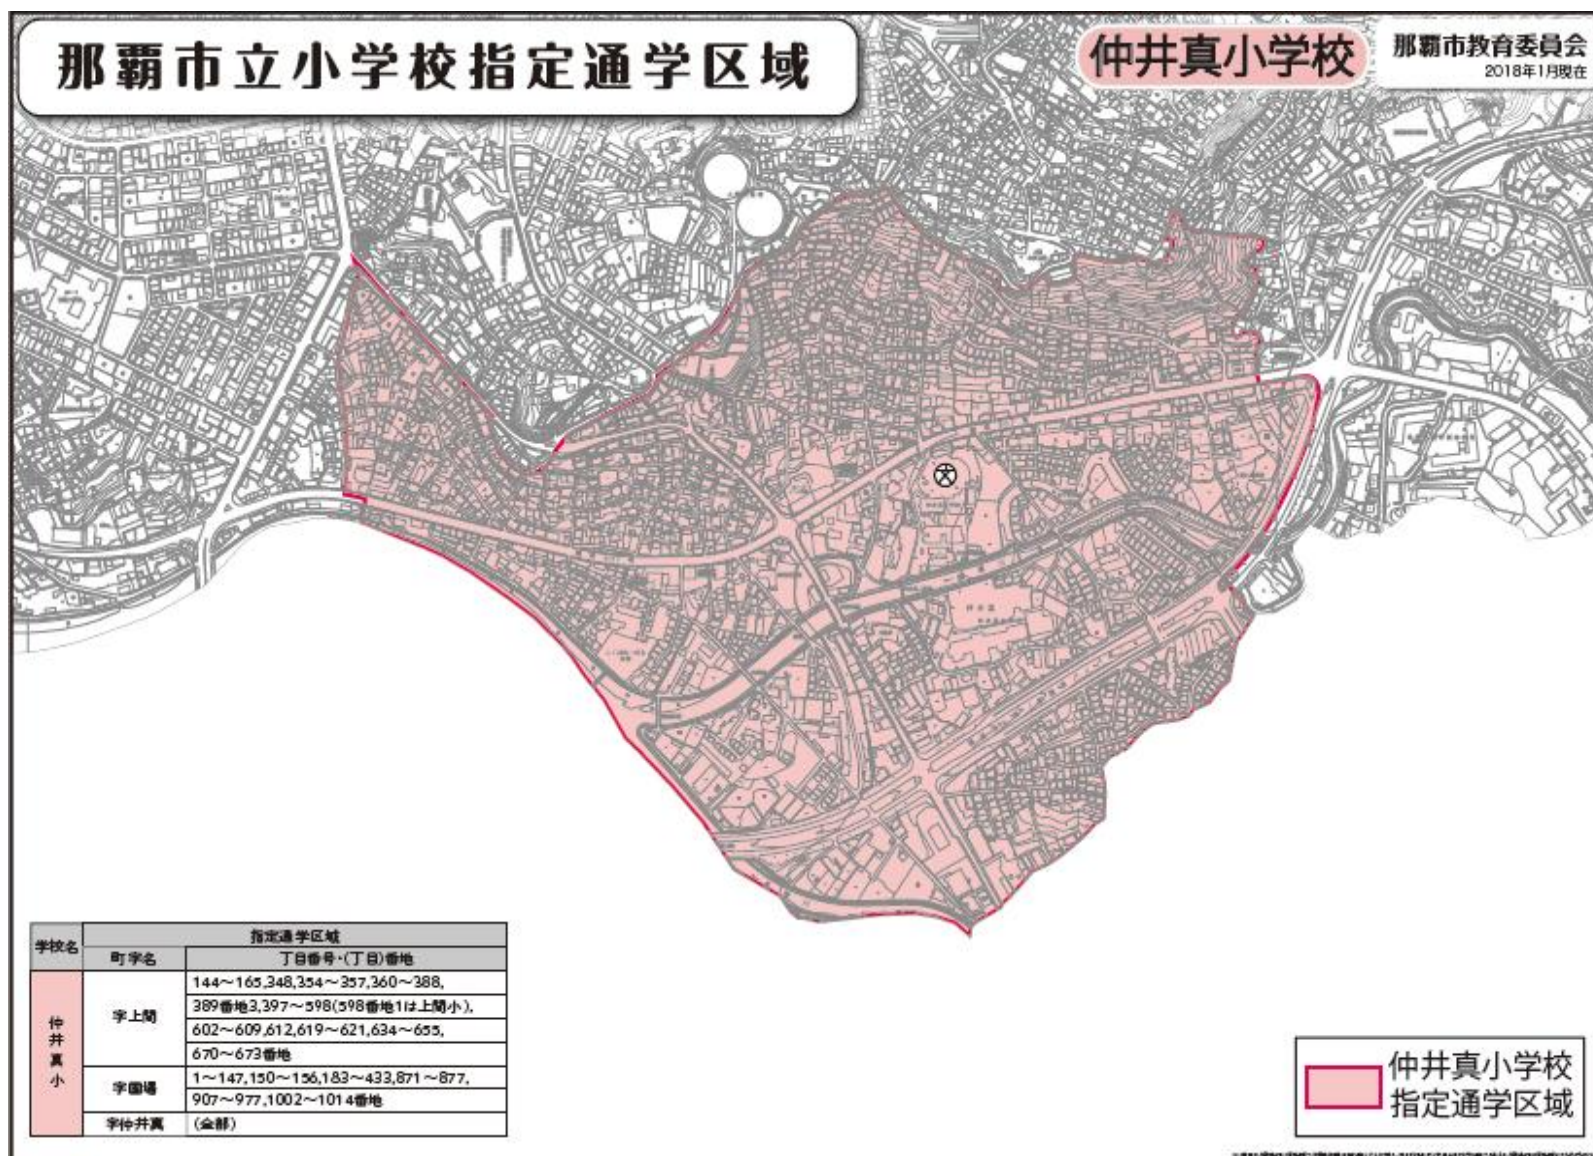 那覇市立小学校指定通学区域
仲井真小学校
那覇市教育委員会
2018年1月現在
学校名
指定通学区域
町字名
丁目番号・(丁目)番地
仲井真小
字上間
144〜165,348,354〜357,360〜388,
389番地3,397〜598(598番地1は上間小),
602〜609,612,619〜621,634〜655,
670〜673番地
字国場
1〜147,150〜156,183〜433,871〜877,
907〜977,1002〜1014番地
字仲井真
(全部)
仲井真小学校
指定通学区域